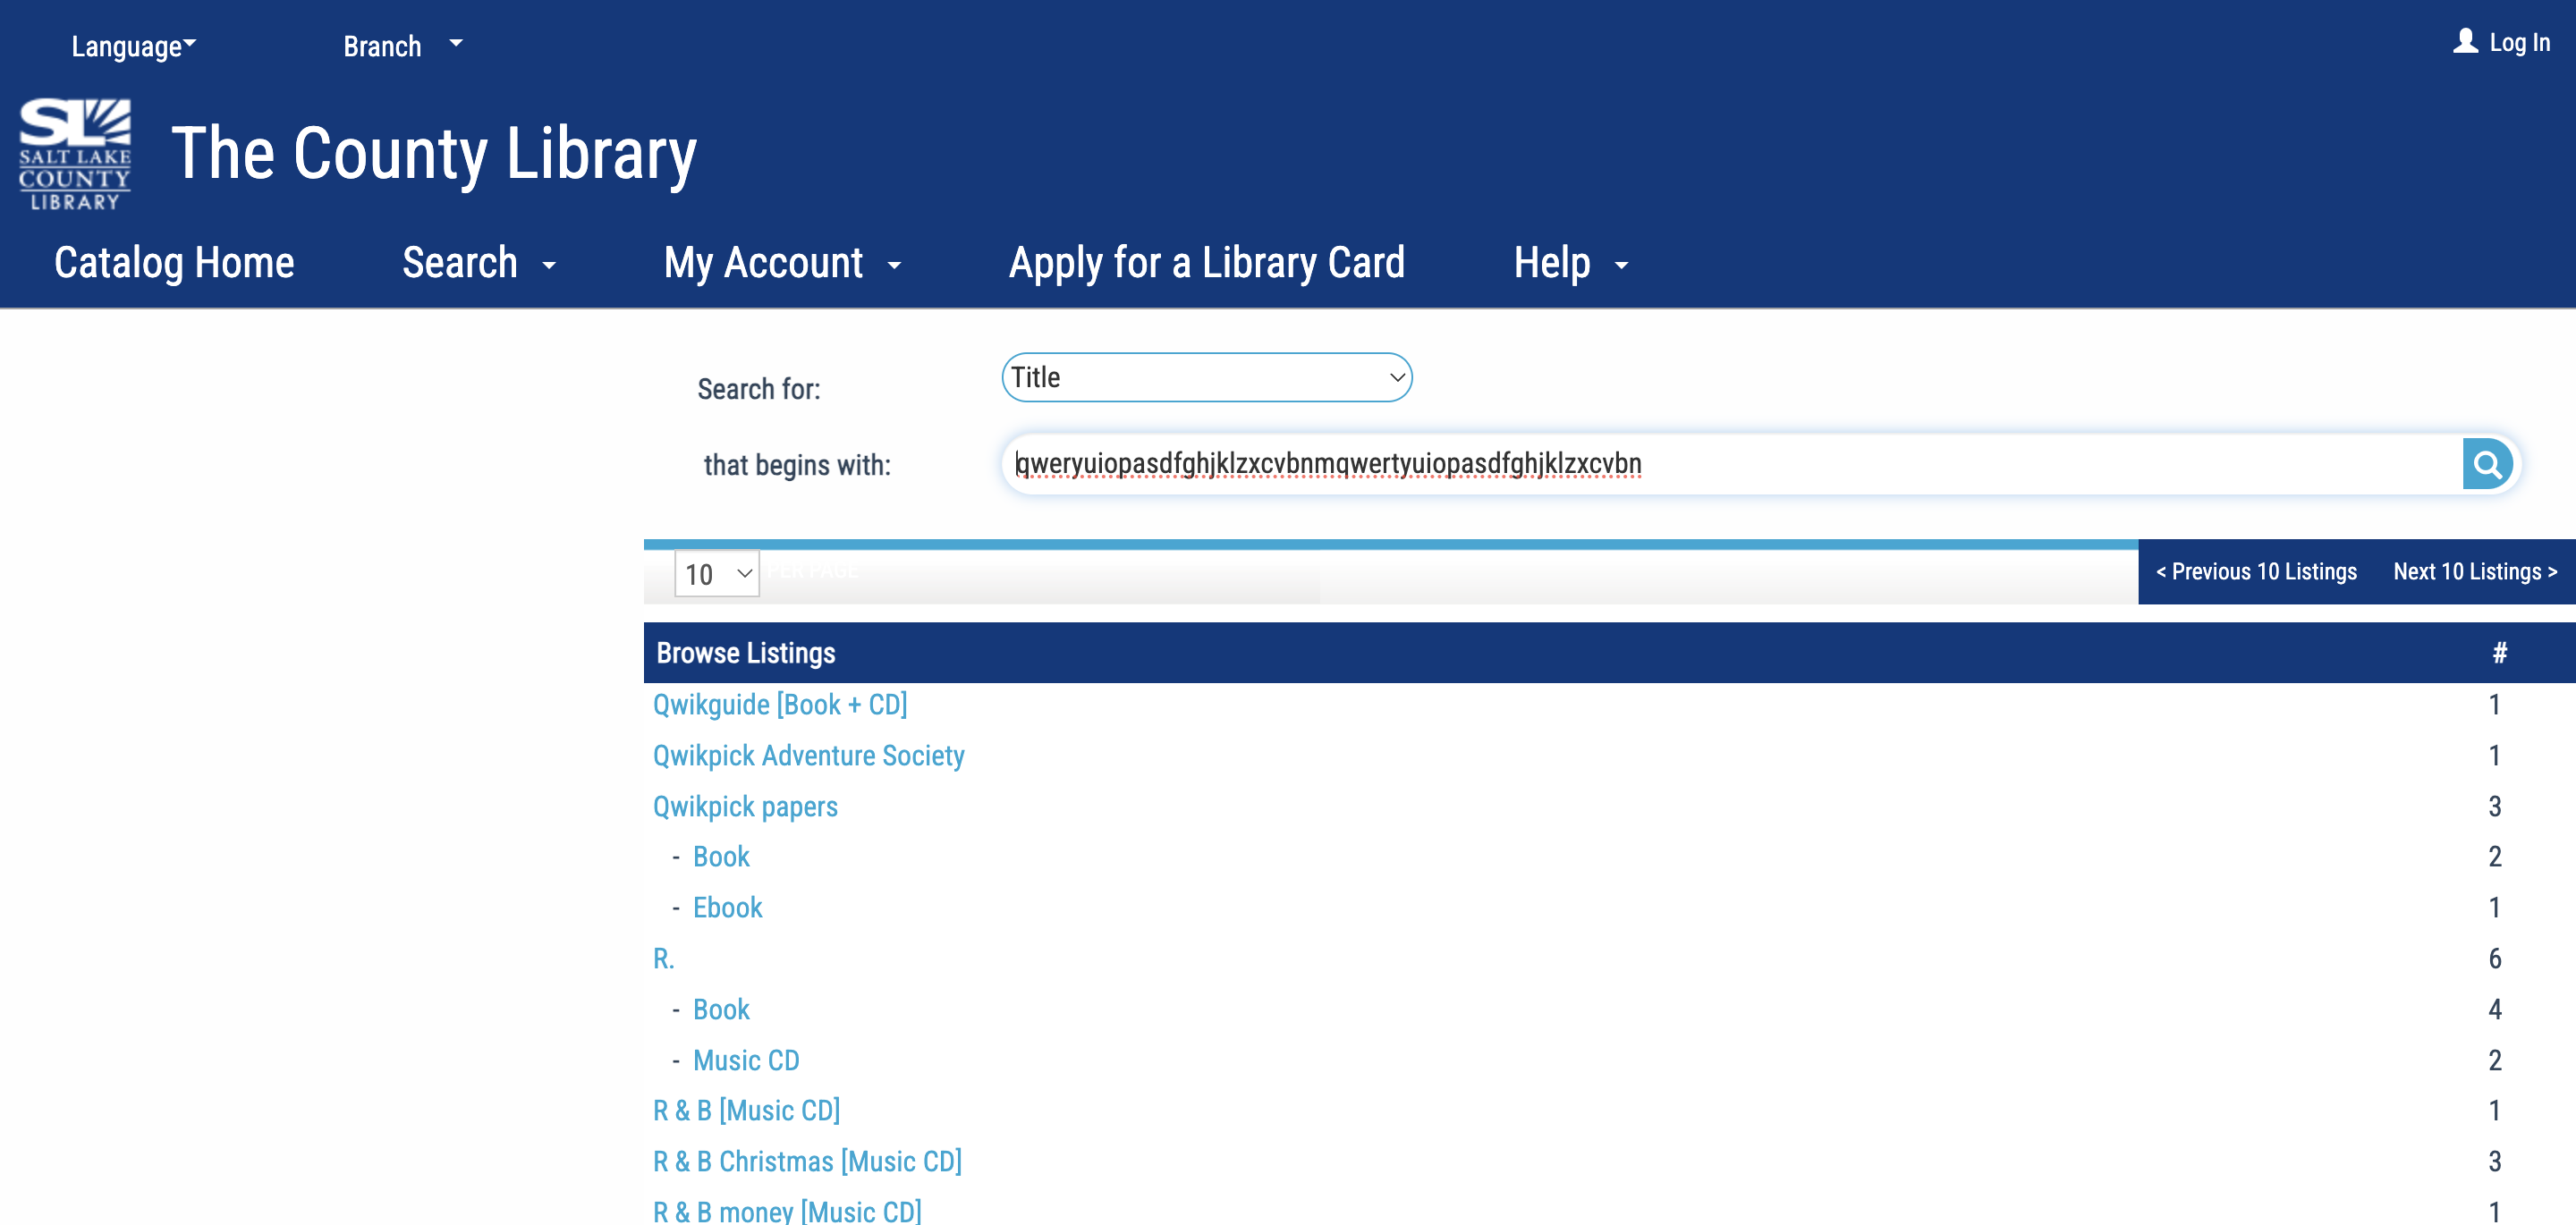 Language
Branch
Log In
SL
SALT LAKE
COUNTY
LIBRARY
The County Library
Catalog Home
Search
My Account
Apply for a Library Card
Help
Search for:
Title
that begins with:
qweryuiopasdfghjklzxcvbnmqwertyuiopasdfghjklzxcvbn
10
PER PAGE
< Previous 10 Listings
Next 10 Listings >
Browse Listings #
Qwikguide [Book + CD] 1
Qwikpick Adventure Society 1
Qwikpick papers 3
- Book 2
- Ebook 1
R. 6
- Book 4
- Music CD 2
R & B [Music CD] 1
R & B Christmas [Music CD] 3
R & B money [Music CD] 1